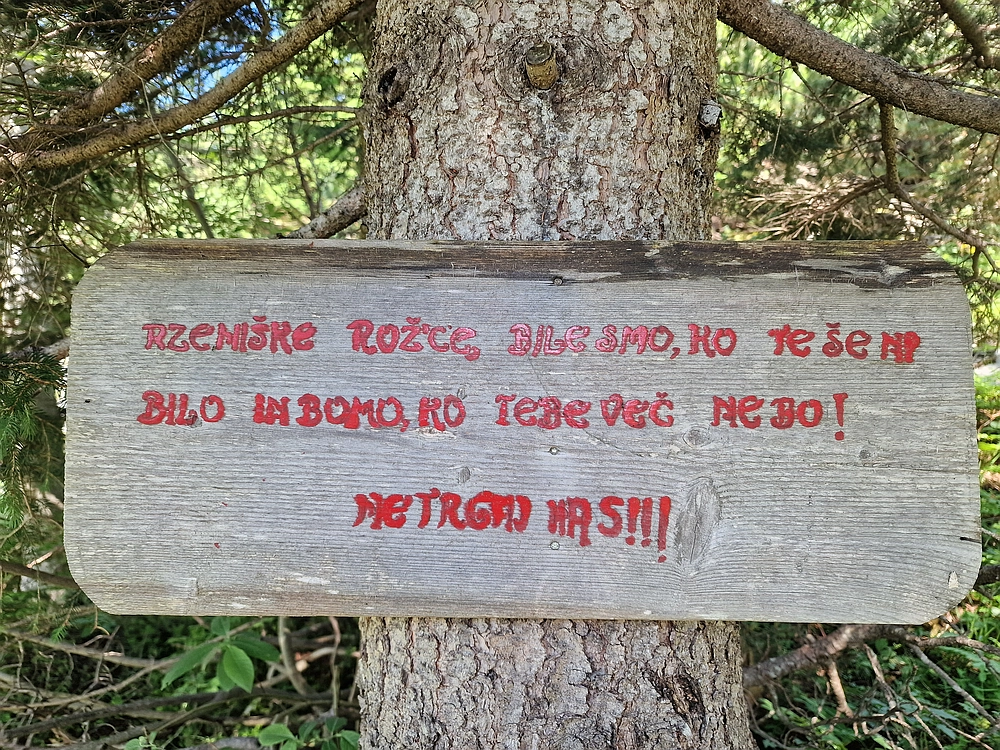 RZENIŠKE ROŽCE, BILE SMO, KO TE ŠE NI
BILO IN BOMO, KO TEBE VEČ NE BO!
NE TRGAJ NAS!!!